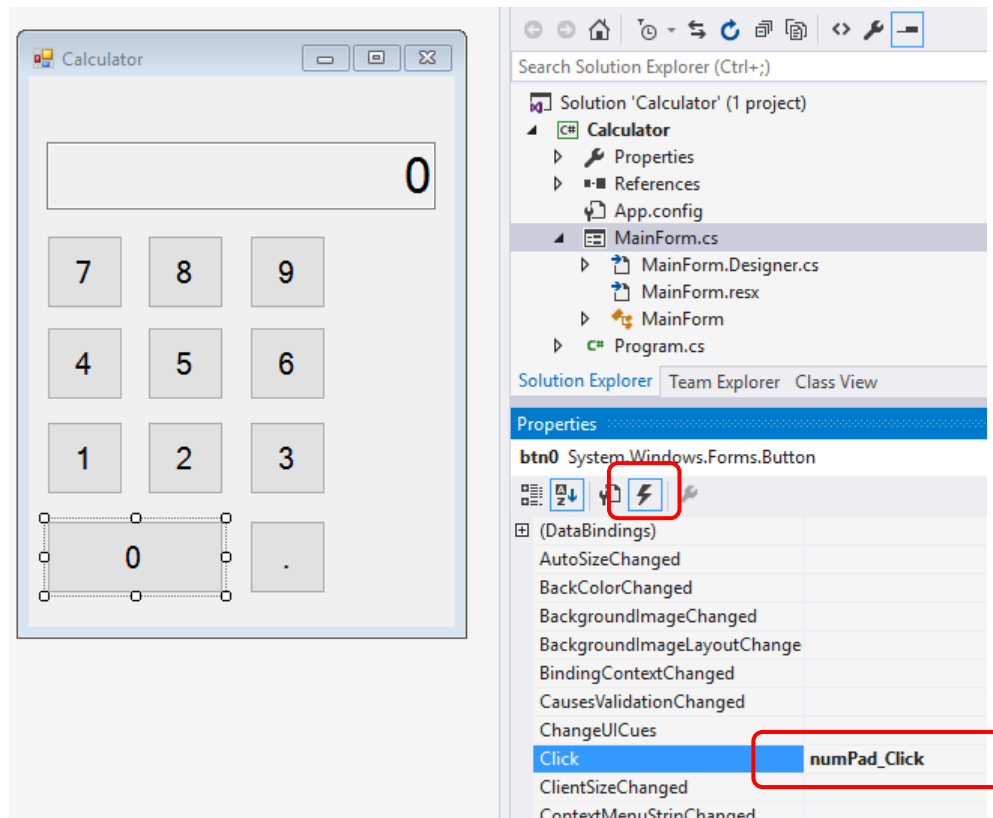 Calculator
0
7 8 9
4 5 6
1 2 3
0 .
Search Solution Explorer (Ctrl+;)
Solution 'Calculator' (1 project)
C# Calculator
Properties
References
App.config
MainForm.cs
MainForm.Designer.cs
MainForm.resx
MainForm
C# Program.cs
Solution Explorer Team Explorer Class View
Properties
btn0 System.Windows.Forms.Button
(DataBindings)
AutoSizeChanged
BackColorChanged
BackgroundImageChanged
BackgroundImageLayoutChange
BindingContextChanged
CausesValidationChanged
ChangeUICues
Click numPad_Click
ClientSizeChanged
ContextMenuStripChanged